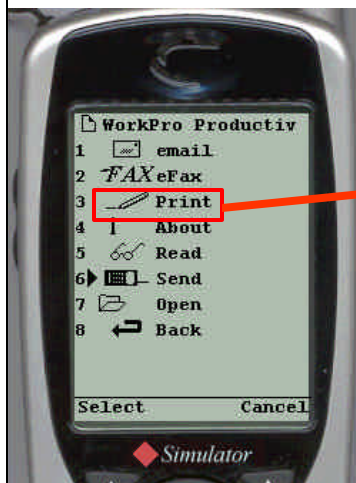 WorkPro Productiv
1 email
2 FAX eFax
3 Print
4 i About
5 Read
6 Send
7 Open
8 Back
Select Cancel
Simulator